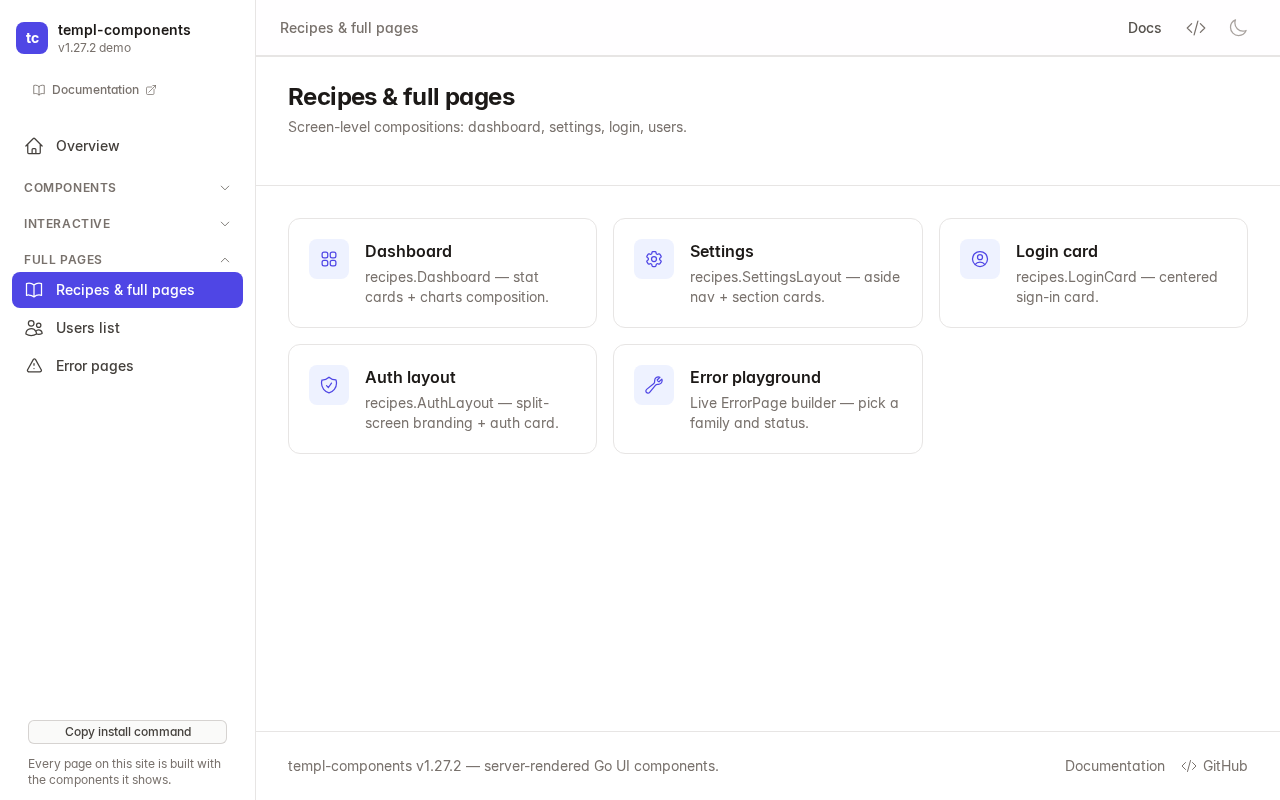 tc
templ-components
v1.27.2 demo
Documentation
Overview
COMPONENTS
INTERACTIVE
FULL PAGES
Recipes & full pages
Users list
Error pages
Copy install command
Every page on this site is built with
the components it shows.
Recipes & full pages
Docs
Recipes & full pages
Screen-level compositions: dashboard, settings, login, users.
Dashboard
recipes.Dashboard — stat
cards + charts composition.
Settings
recipes.SettingsLayout — aside
nav + section cards.
Login card
recipes.LoginCard — centered
sign-in card.
Auth layout
recipes.AuthLayout — split-
screen branding + auth card.
Error playground
Live ErrorPage builder — pick a
family and status.
templ-components v1.27.2 — server-rendered Go UI components.
Documentation
GitHub